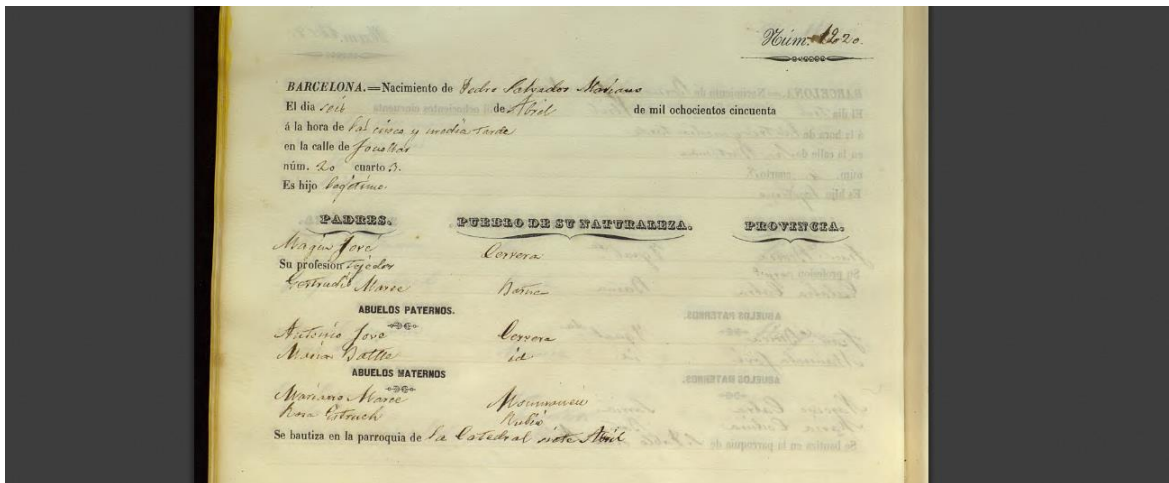 Núm. 1220.
BARCELONA.=Nacimiento de Pedro Salvador Mariano
El dia seis de Abril de mil ochocientos cincuenta
á la hora de las cinco y media tarde
en la calle de
núm. 20 cuarto 3.
Es hijo legítimo
PADRES. PUEBLO DE SU NATURALEZA. PROVINCIA.
Magin Jové Cervera
Su profesion Tejedor
Gertrudis Marce Barna
ABUELOS PATERNOS.
Antonio Jove Cervera
Maria Batlle id
ABUELOS MATERNOS
Mariano Marce
Rosa Estruch Rubió
Se bautiza en la parroquia de la Catedral siete Abril